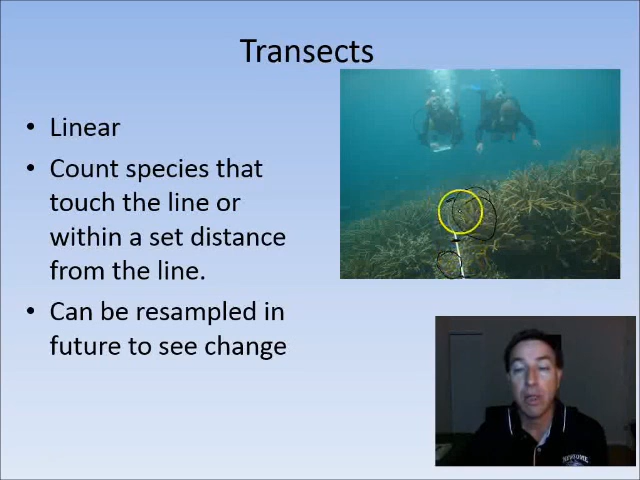 Transects
• Linear
• Count species that
touch the line or
within a set distance
from the line.
• Can be resampled in
future to see change